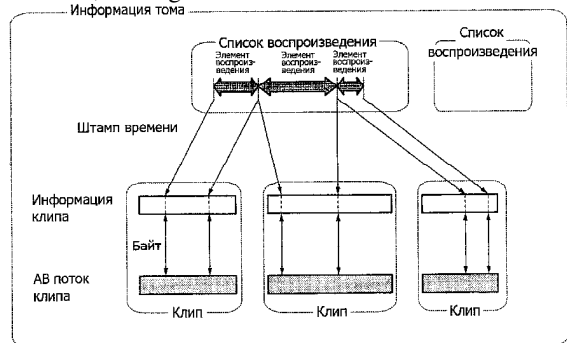 Информация тома
Список воспроизведения
Элемент воспроиз-ведения
Элемент воспроиз-ведения
Элемент воспроиз-ведения
Список воспроизведения
Штамп времени
Информация клипа
Байт
АВ поток клипа
Клип
Клип
Клип